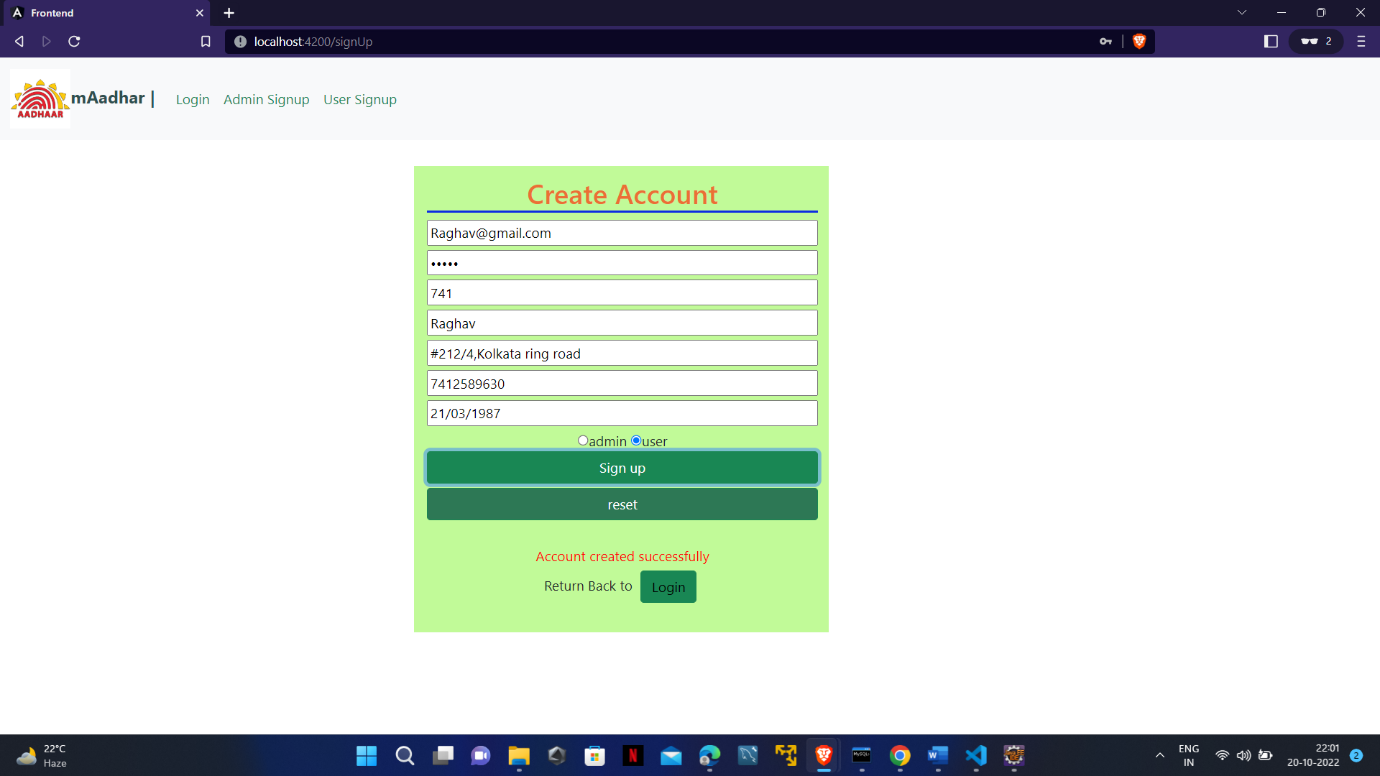 Frontend
localhost:4200/signUp
2
AADHAAR
mAadhar |
Login
Admin Signup
User Signup
Create Account
Raghav@gmail.com
•••••
741
Raghav
#212/4,Kolkata ring road
7412589630
21/03/1987
admin user
Sign up
reset
Account created successfully
Return Back to Login
22°C
Haze
ENG
IN
22:01
20-10-2022
2